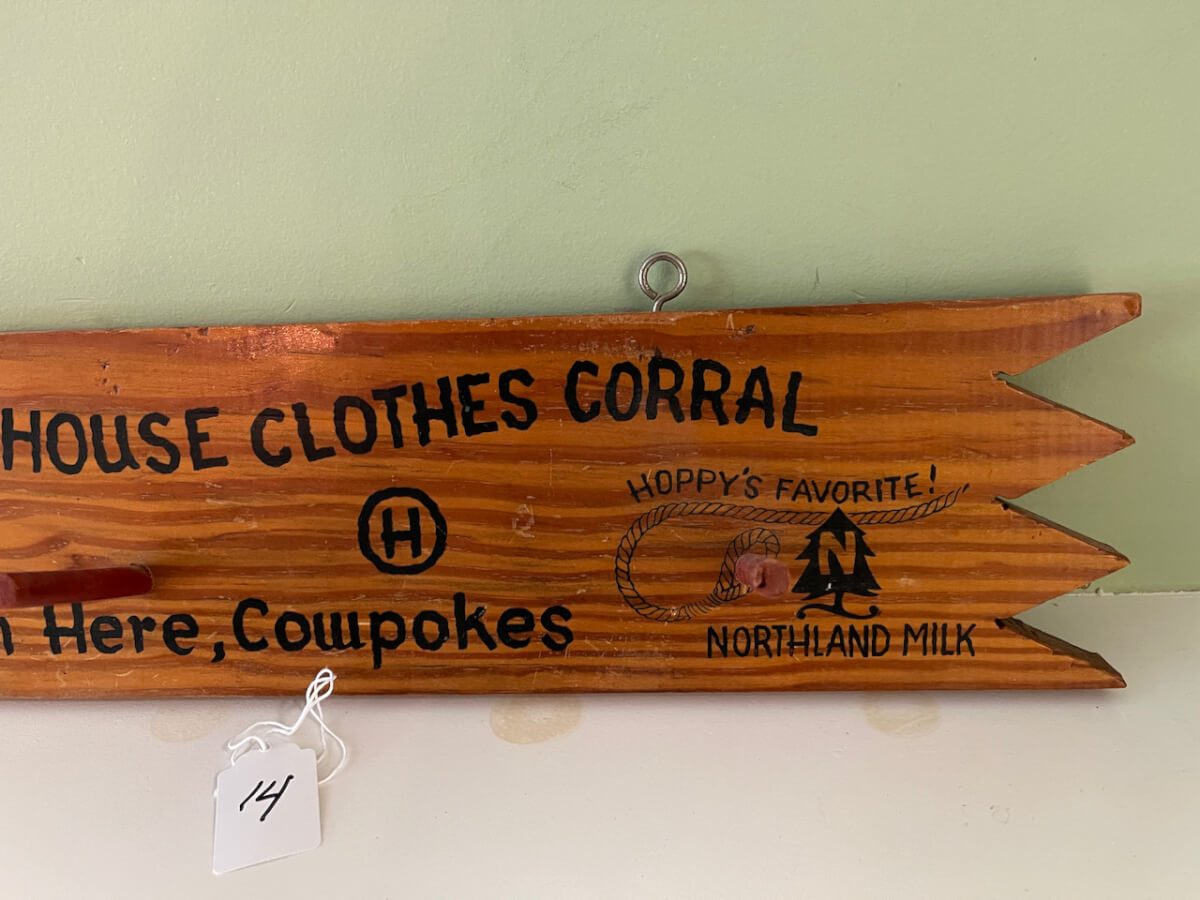 HOUSE CLOTHES CORRAL
H
HOPPY'S FAVORITE!
N
Here, Cowpokes
NORTHLAND MILK
14